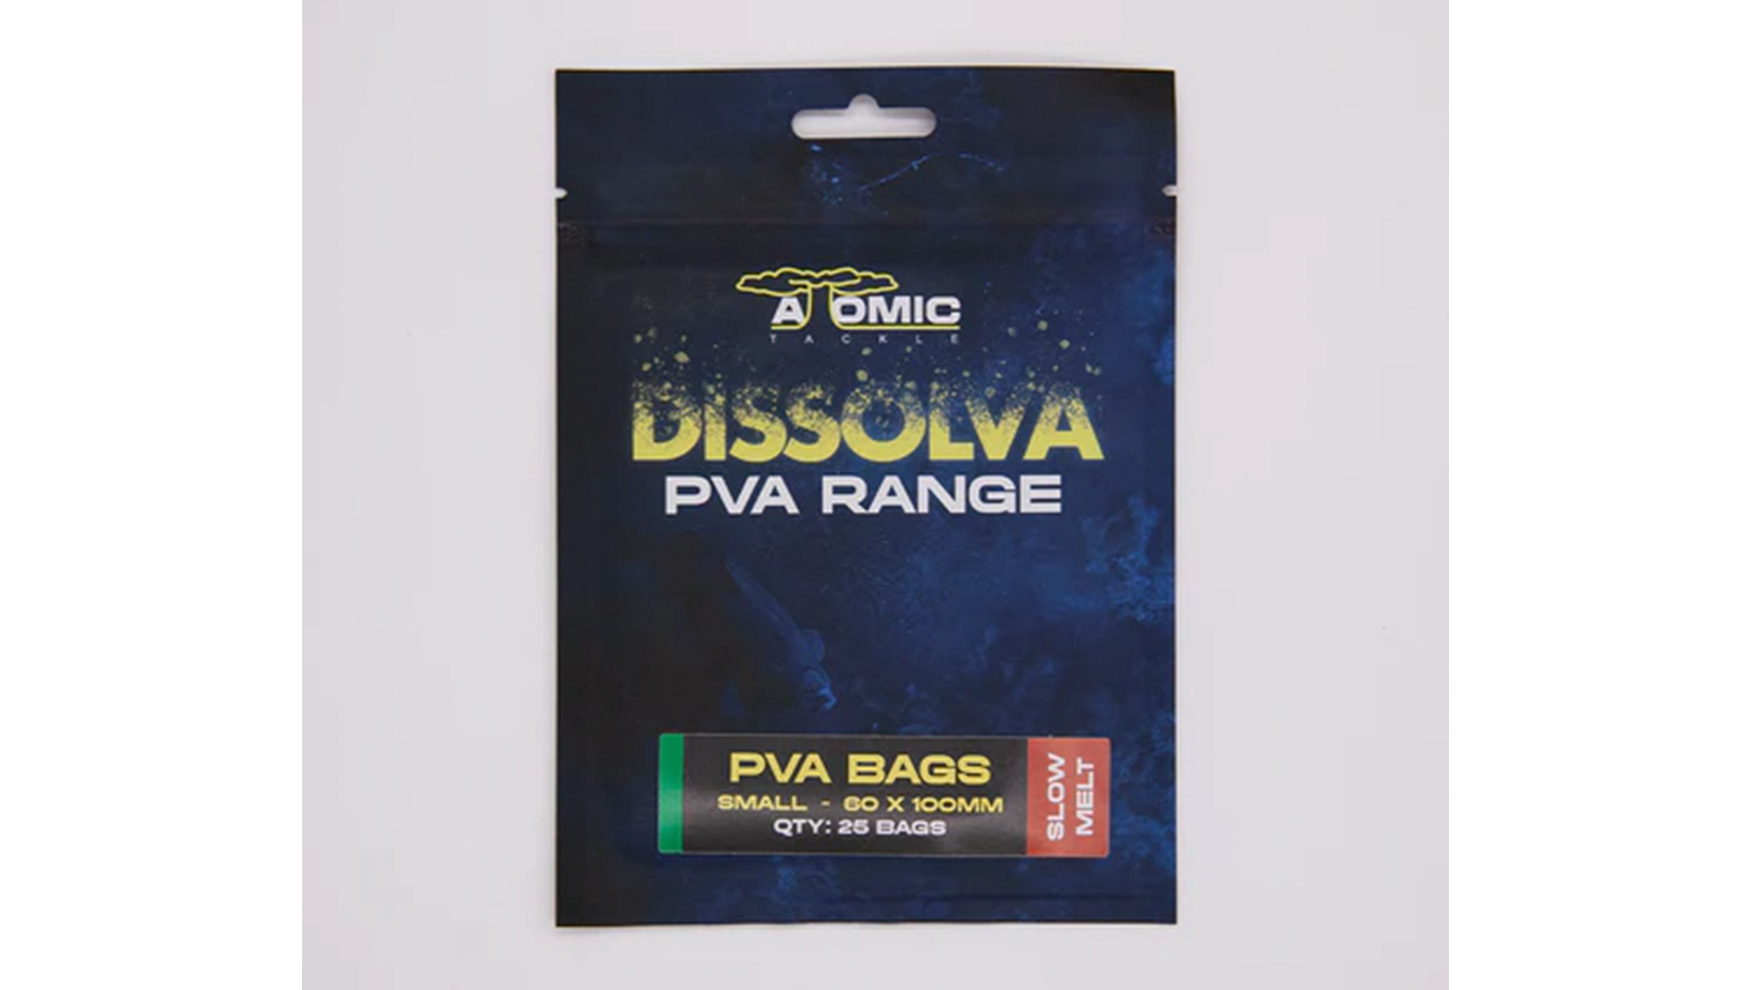 ATOMIC
TACKLE
DISSOLVA
PVA RANGE
PVA BAGS
SMALL - 60 X 100MM
QTY: 25 BAGS
SLOW
MELT